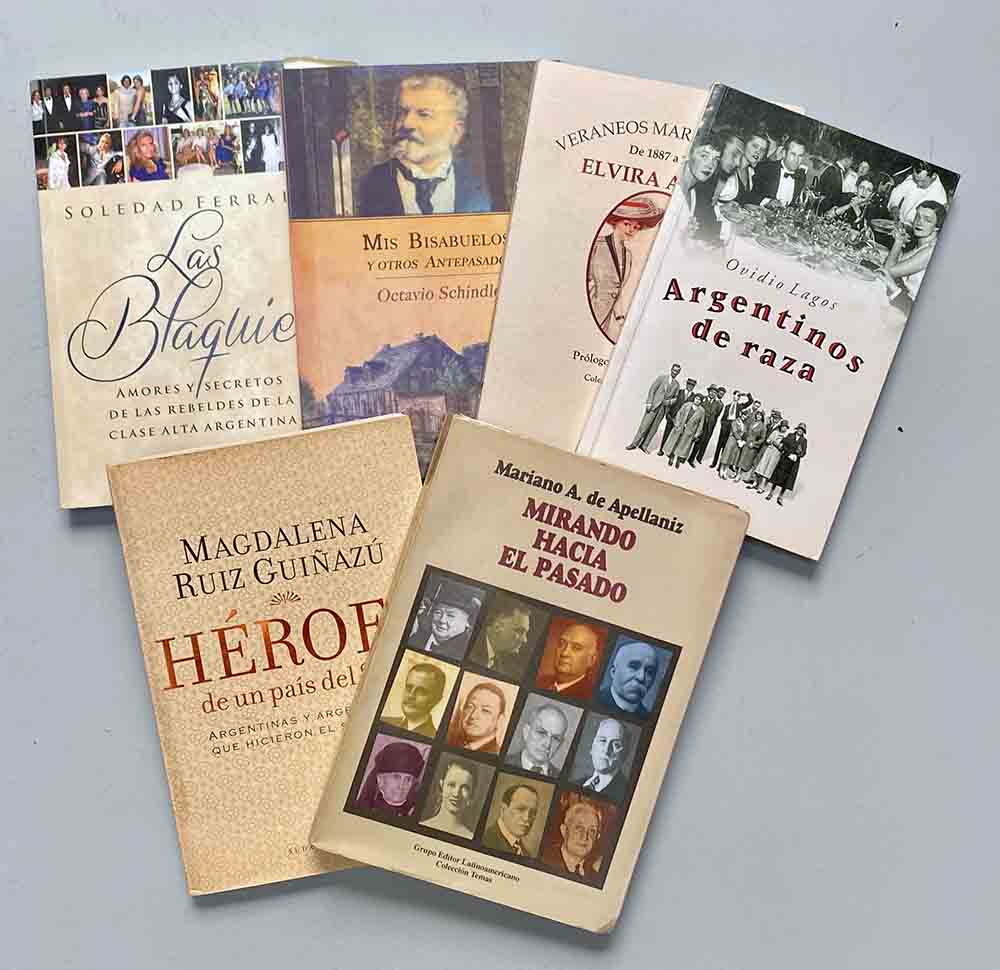 SOLEDAD FERRA
Las
Blaquie
AMORES Y SECRETOS
DE LAS REBELDES DE LA
CLASE ALTA ARGENTINA
MIS BISABUELOS
Y OTROS ANTEPASADO
Octavio Schindle
VERANEOS MAR
De 1887 a
ELVIRA A
Prólogo
Cole
Ovidio Lagos
Argentinos
de raza
MAGDALENA
RUIZ GUIÑAZÚ
HÉROE
de un país del
ARGENTINAS Y ARGE
QUE HICIERON EL
SUDA
Mariano A. de Apellaniz
MIRANDO
HACIA
EL PASADO
Grupo Editor Latinoamericano
Colección Temas